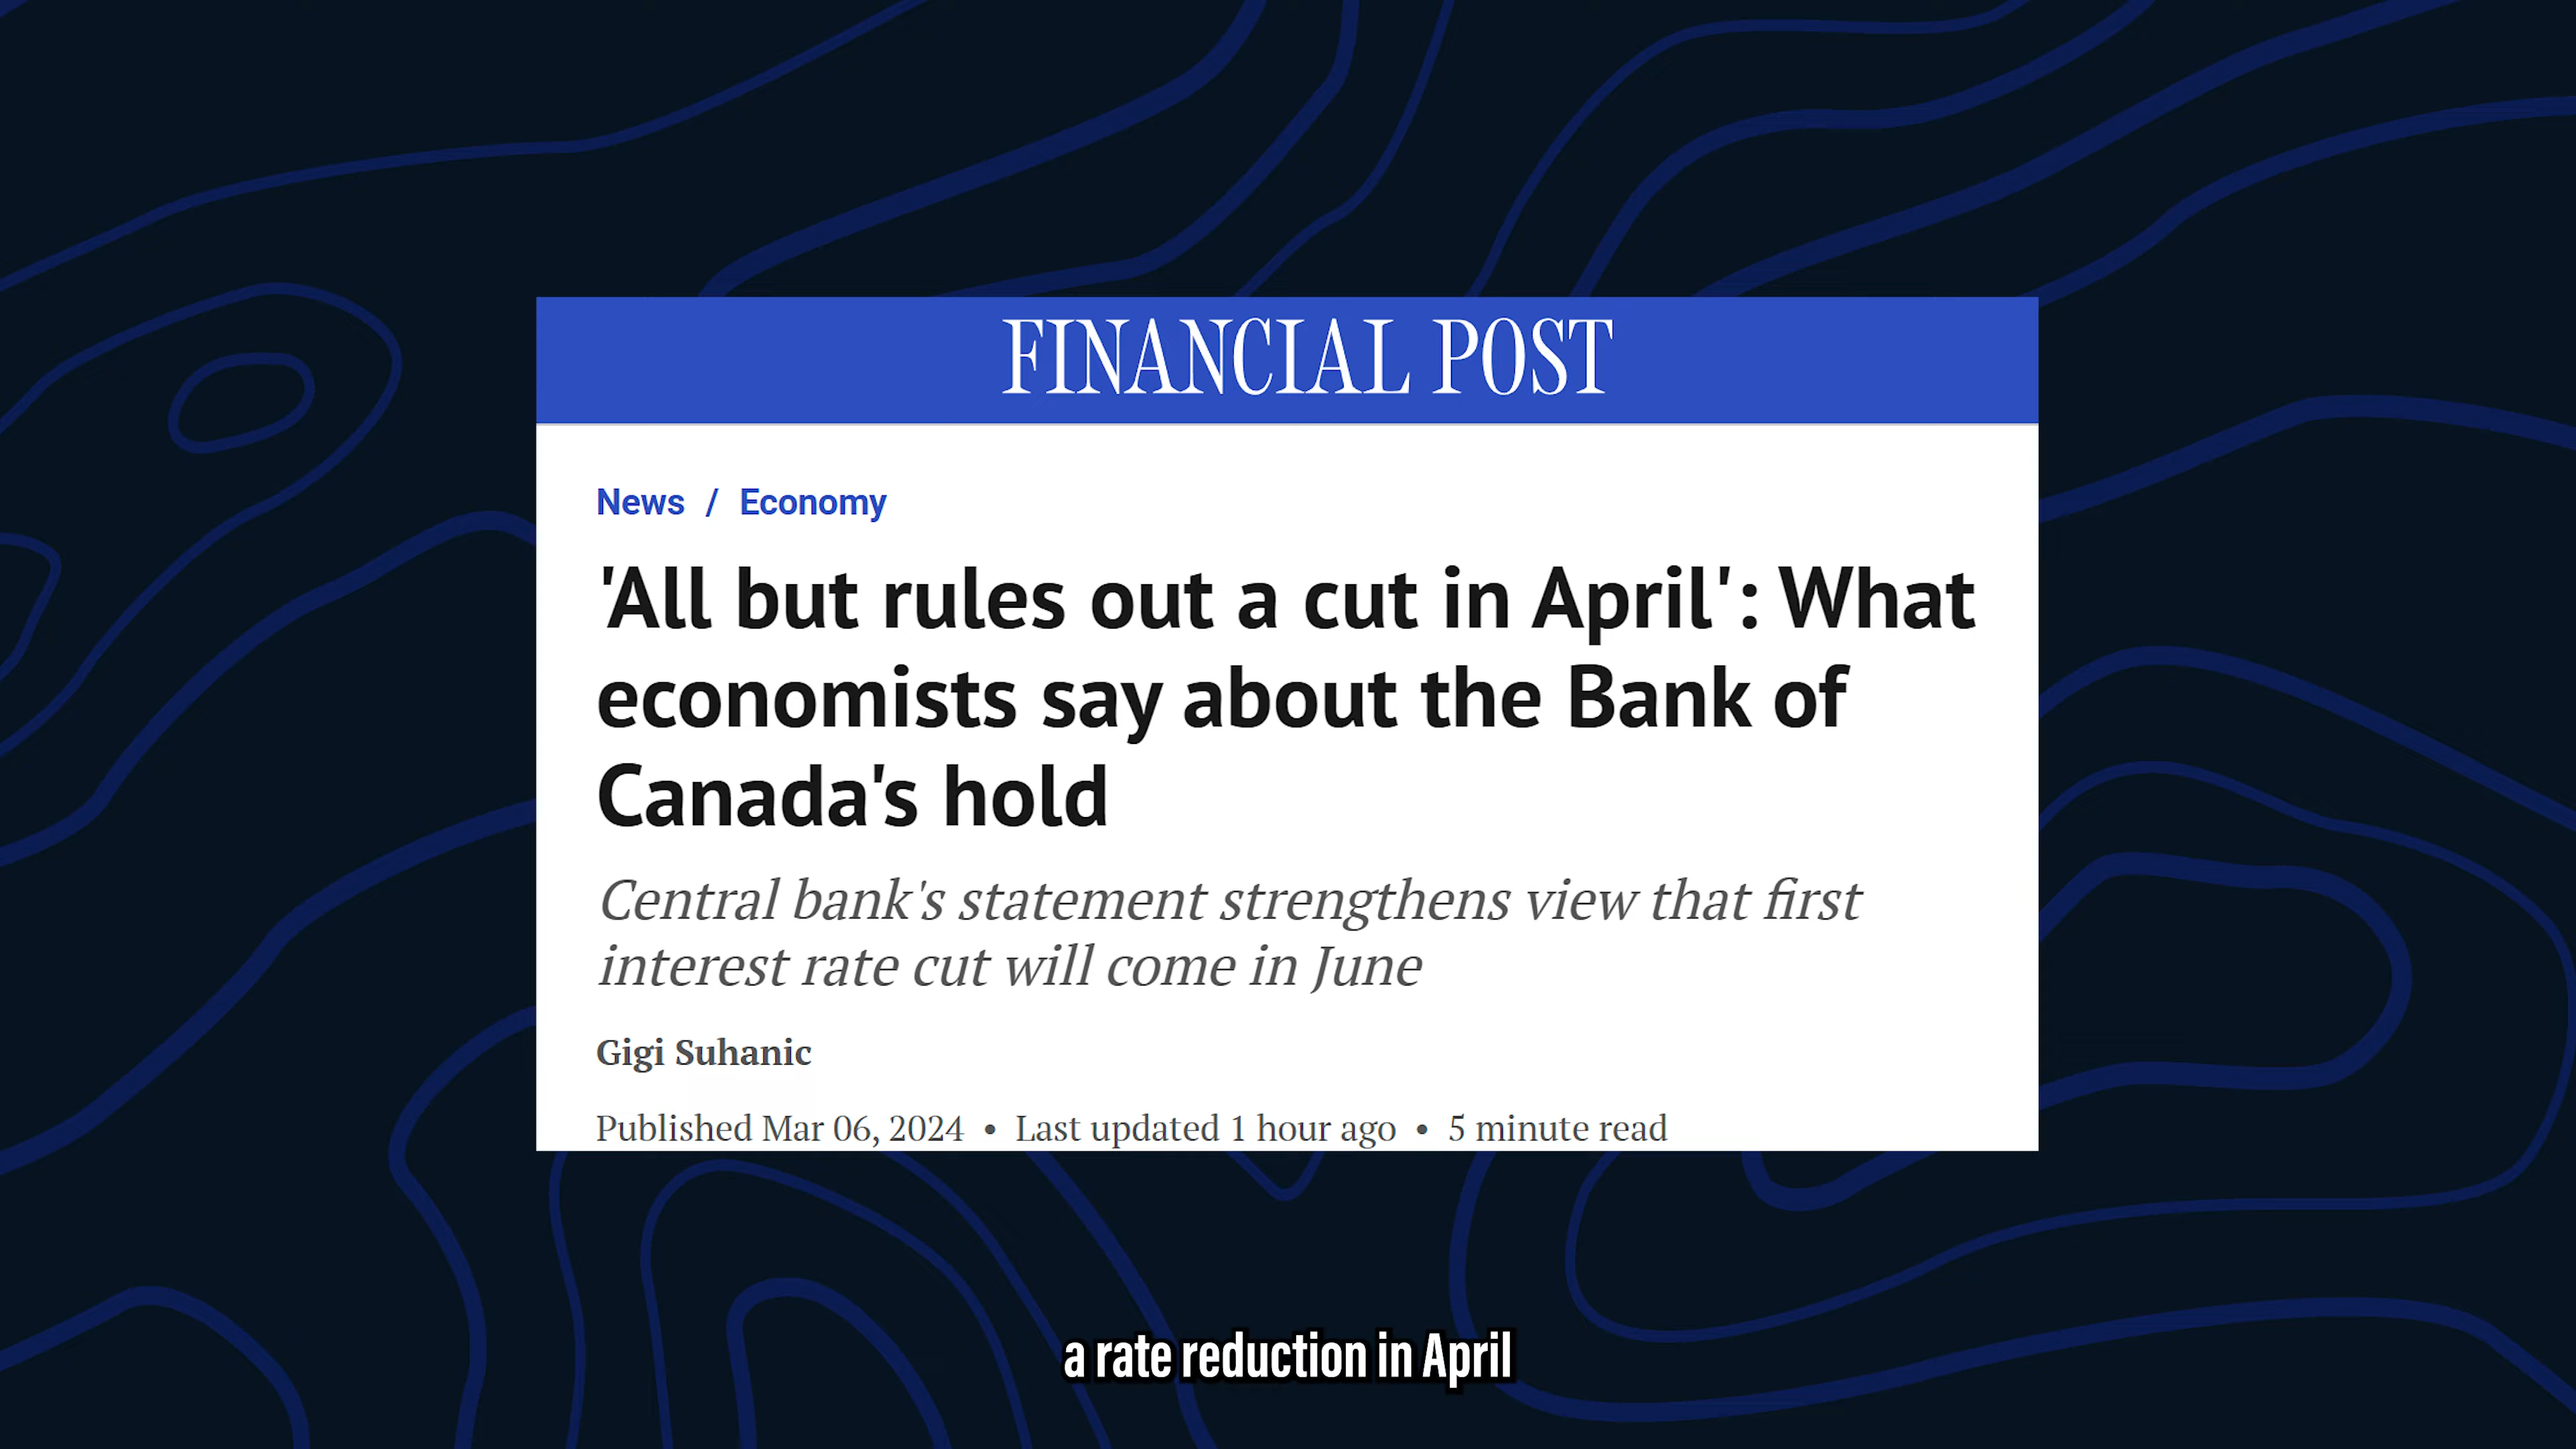 FINANCIAL POST
News / Economy
'All but rules out a cut in April': What
economists say about the Bank of
Canada's hold
Central bank's statement strengthens view that first
interest rate cut will come in June
Gigi Suhanic
Published Mar 06, 2024 • Last updated 1 hour ago • 5 minute read
a rate reduction in April